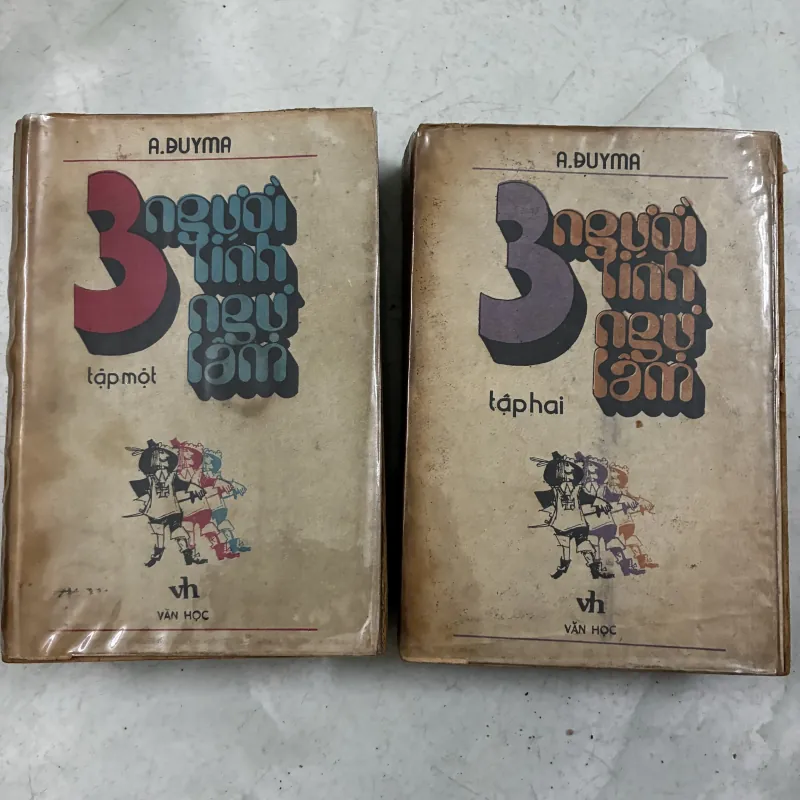 A.ĐUYMA
3 người
lính
ngự
lâm
tập một
vh
VĂN HỌC
A.ĐUYMA
3 người
lính
ngự
lâm
tập hai
vh
VĂN HỌC